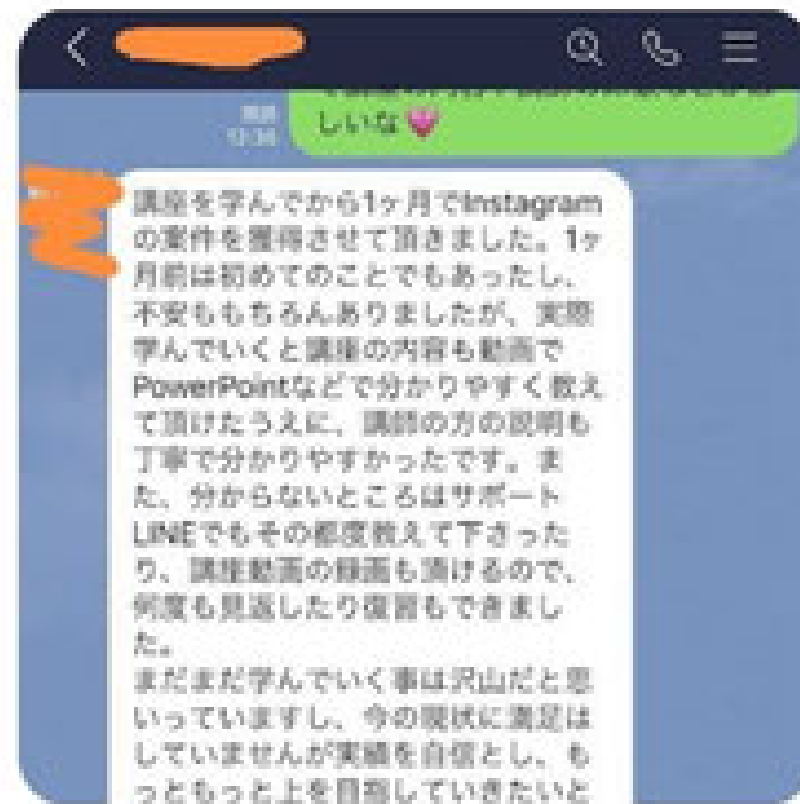 しいな💗
既読
13:36
講座を学んでから1ヶ月でInstagram
の案件を獲得させて頂きました。1ヶ
月前は初めてのことでもあったし、
不安ももちろんありましたが、実際
学んでいくと講座の内容も動画で
PowerPointなどで分かりやすく教え
て頂けたうえに、講師の方の説明も
丁寧で分かりやすかったです。ま
た、分からないところはサポート
LINEでもその都度教えて下さった
り、講座動画の録画も頂けるので、
何度も見返したり復習もできまし
た。
まだまだ学んでいく事は沢山だと思
いっていますし、今の現状に満足は
していませんが実績を自信とし、も
っともっと上を目指していきたいと